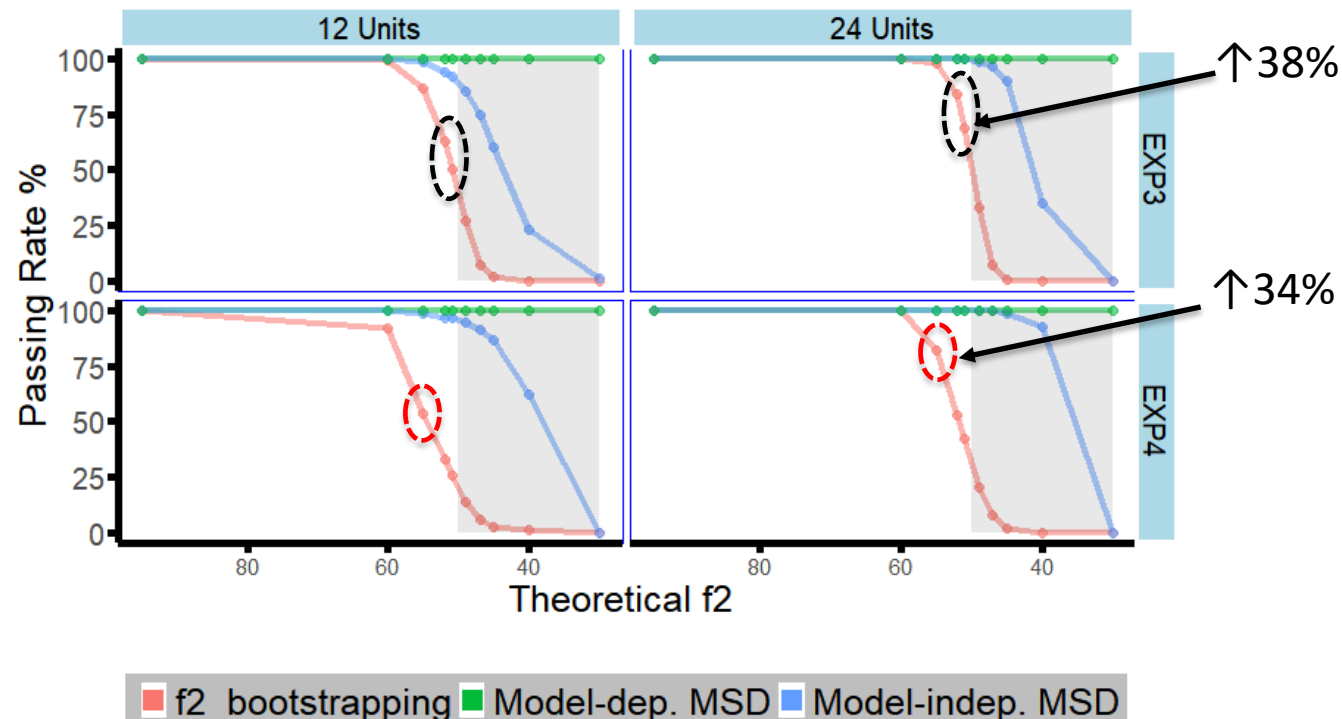 12 Units
24 Units
↑38%
100
75
50
25
0
EXP3
Passing Rate %
↑34%
100
75
50
25
0
EXP4
80
60
40
80
60
40
Theoretical f2
f2 bootstrapping
Model-dep. MSD
Model-indep. MSD